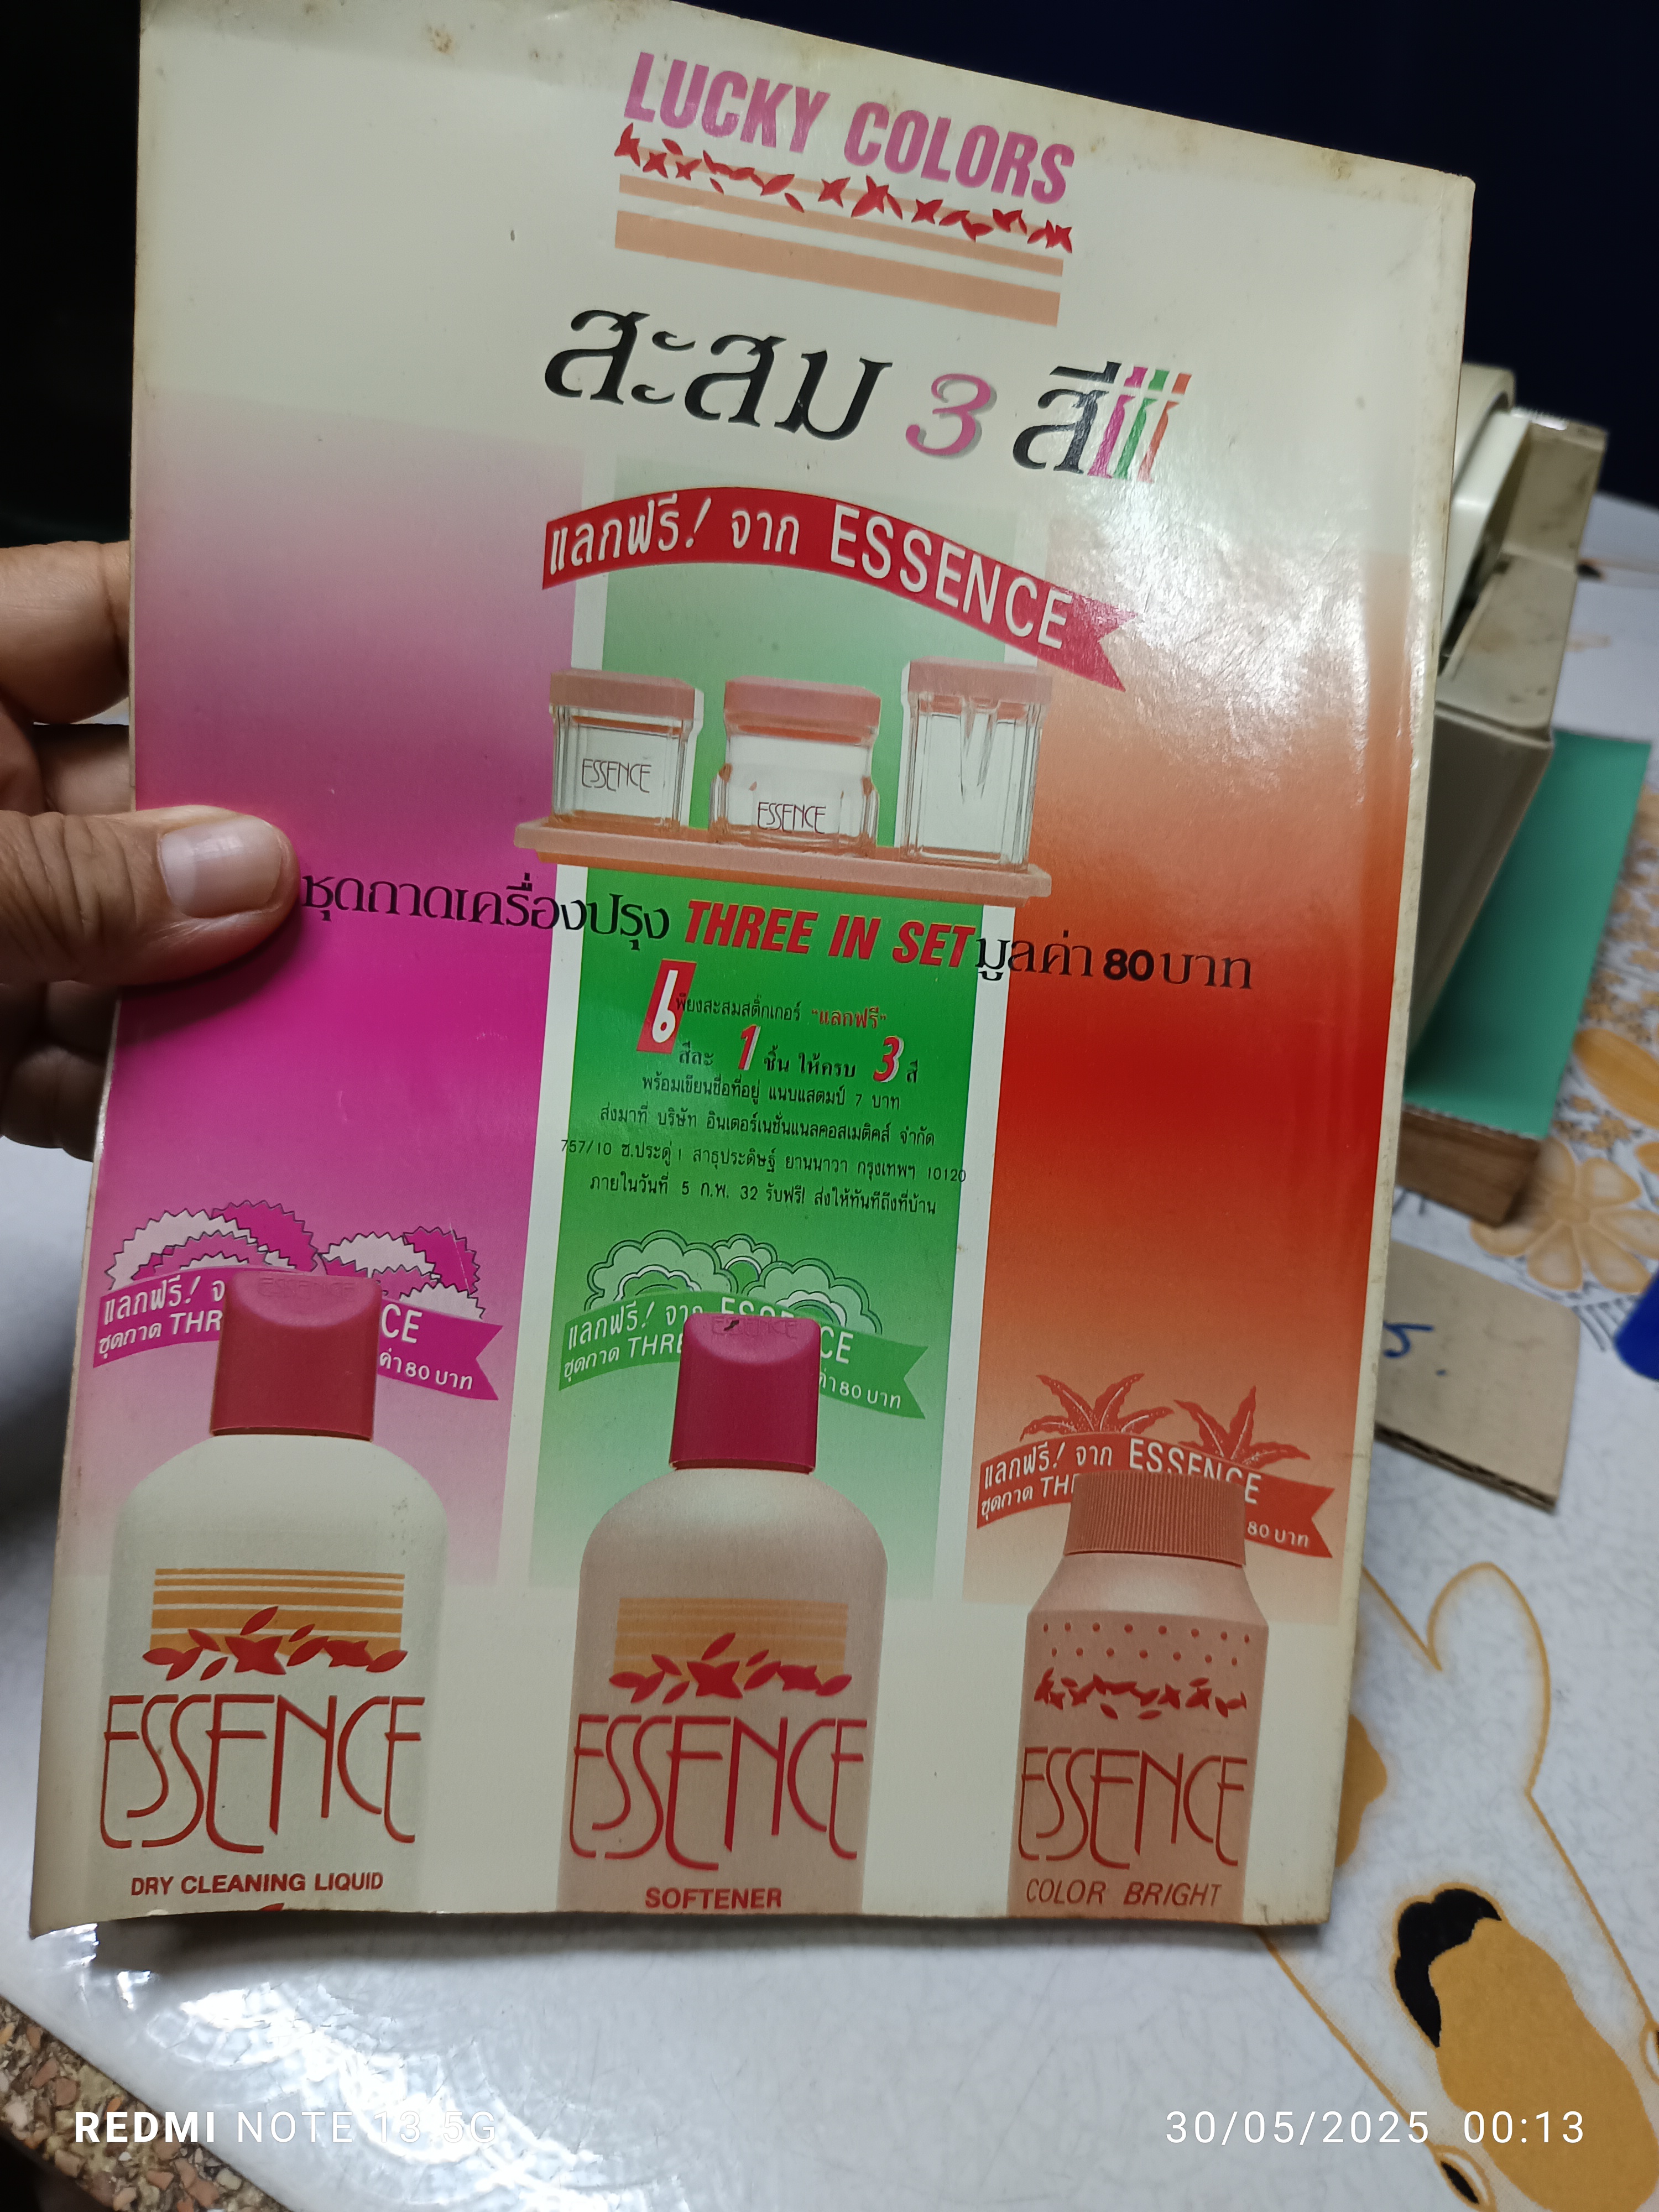 LUCKY COLORS
สะสม 3 สี
แลกฟรี! จาก ESSENCE
ESSENCE
ESSENCE
ชุดถาดเครื่องปรุง THREE IN SET มูลค่า 80 บาท
เพียงสะสมสติ๊กเกอร์ "แลกฟรี"
สีละ 1 ชิ้น ให้ครบ 3 สี
พร้อมเขียนชื่อที่อยู่ แนบแสตมป์ 7 บาท
ส่งมาที่ บริษัท อินเตอร์เนชั่นแนลคอสเมติคส์ จำกัด
757/10 ซ.ประดู่ 1 สาธุประดิษฐ์ ยานนาวา กรุงเทพฯ 10120
ภายในวันที่ 5 ก.พ. 32 รับฟรี! ส่งให้ทันทีถึงที่บ้าน
แลกฟรี! จ CE
ชุดถาด THR ค่า 80 บาท
ESSENCE
แลกฟรี! จาก ESSENCE
ชุดถาด THRE ค่า 80 บาท
ESSENCE
แลกฟรี! จาก ESSENCE
ชุดถาด TH 80 บาท
ESSENCE
DRY CLEANING LIQUID
ESSENCE
SOFTENER
ESSENCE
COLOR BRIGHT
5.
REDMI NOTE 13 5G
30/05/2025 00:13